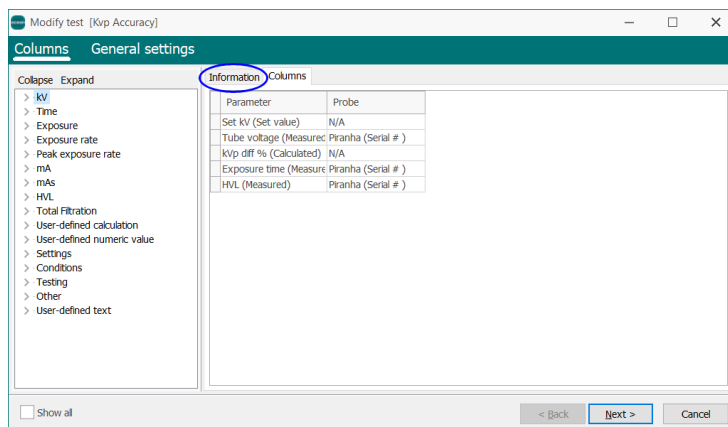 Modify test [Kvp Accuracy]
Columns General settings
Collapse Expand
kV
Time
Exposure
Exposure rate
Peak exposure rate
mA
mAs
HVL
Total Filtration
User-defined calculation
User-defined numeric value
Settings
Conditions
Testing
Other
User-defined text
Information Columns
Parameter Probe
Set kV (Set value) N/A
Tube voltage (Measured Piranha (Serial # )
kVp diff % (Calculated) N/A
Exposure time (Measure Piranha (Serial # )
HVL (Measured) Piranha (Serial # )
Show all
< Back Next > Cancel